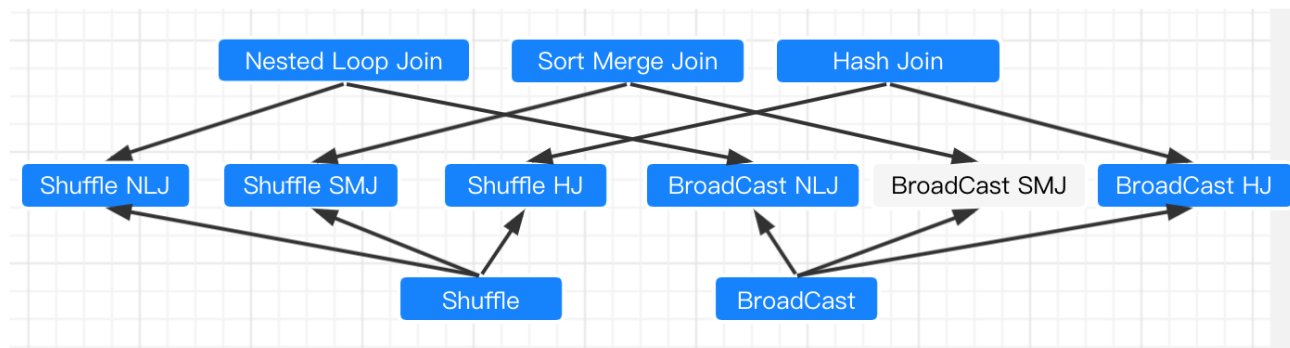 Nested Loop Join
Sort Merge Join
Hash Join
Shuffle NLJ
Shuffle SMJ
Shuffle HJ
BroadCast NLJ
BroadCast SMJ
BroadCast HJ
Shuffle
BroadCast